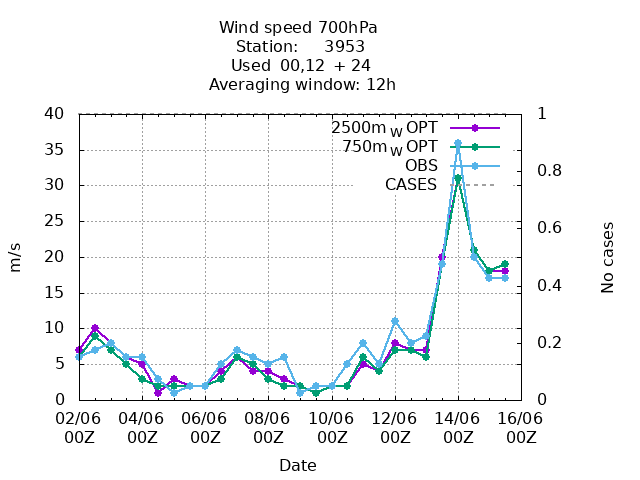 Wind speed 700hPa
Station: 3953
Used 00,12 + 24
Averaging window: 12h
2500m W OPT
750m W OPT
OBS
CASES
m/s
40
35
30
25
20
15
10
5
0
1
0.8
0.6
0.4
0.2
0
No cases
02/06 04/06 06/06 08/06 10/06 12/06 14/06 16/06
00Z 00Z 00Z 00Z 00Z 00Z 00Z 00Z
Date